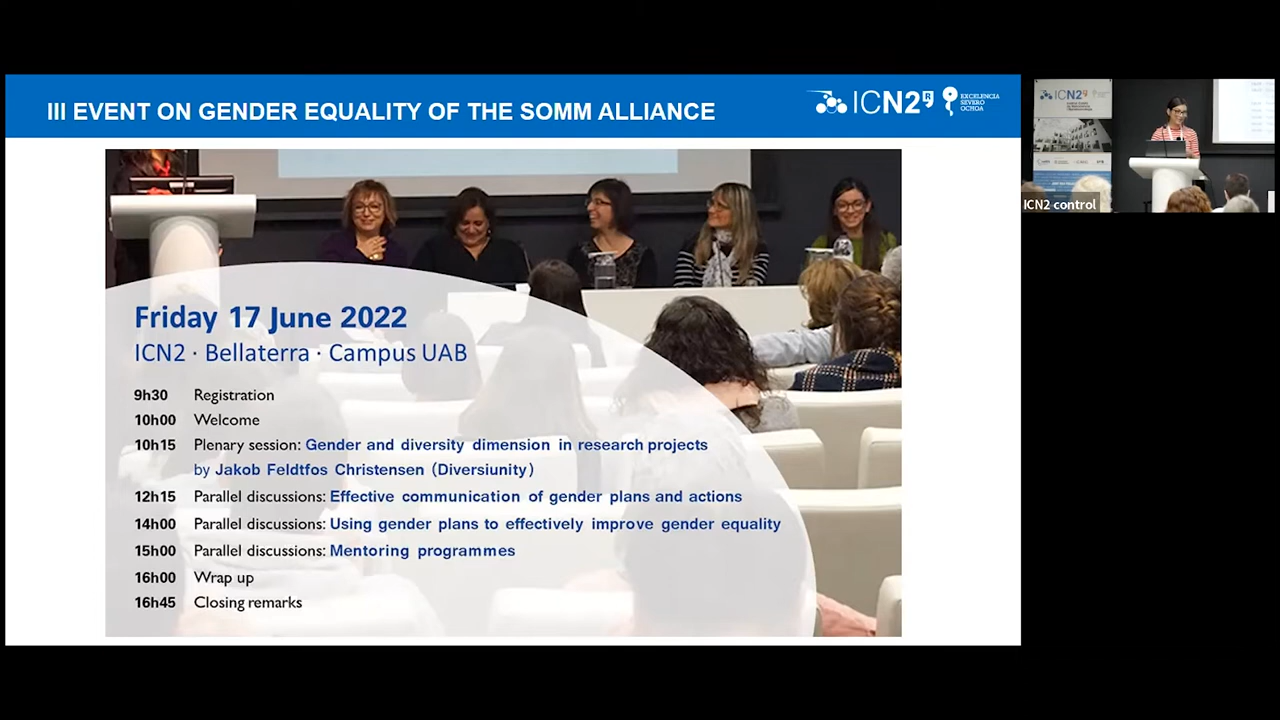 III EVENT ON GENDER EQUALITY OF THE SOMM ALLIANCE
ICN2
EXCELENCIA
SEVERO
OCHOA
Friday 17 June 2022
ICN2 · Bellaterra · Campus UAB
9h30 Registration
10h00 Welcome
10h15 Plenary session: Gender and diversity dimension in research projects
by Jakob Feldtfos Christensen (Diversiunity)
12h15 Parallel discussions: Effective communication of gender plans and actions
14h00 Parallel discussions: Using gender plans to effectively improve gender equality
15h00 Parallel discussions: Mentoring programmes
16h00 Wrap up
16h45 Closing remarks
ICN2
ICN2 control